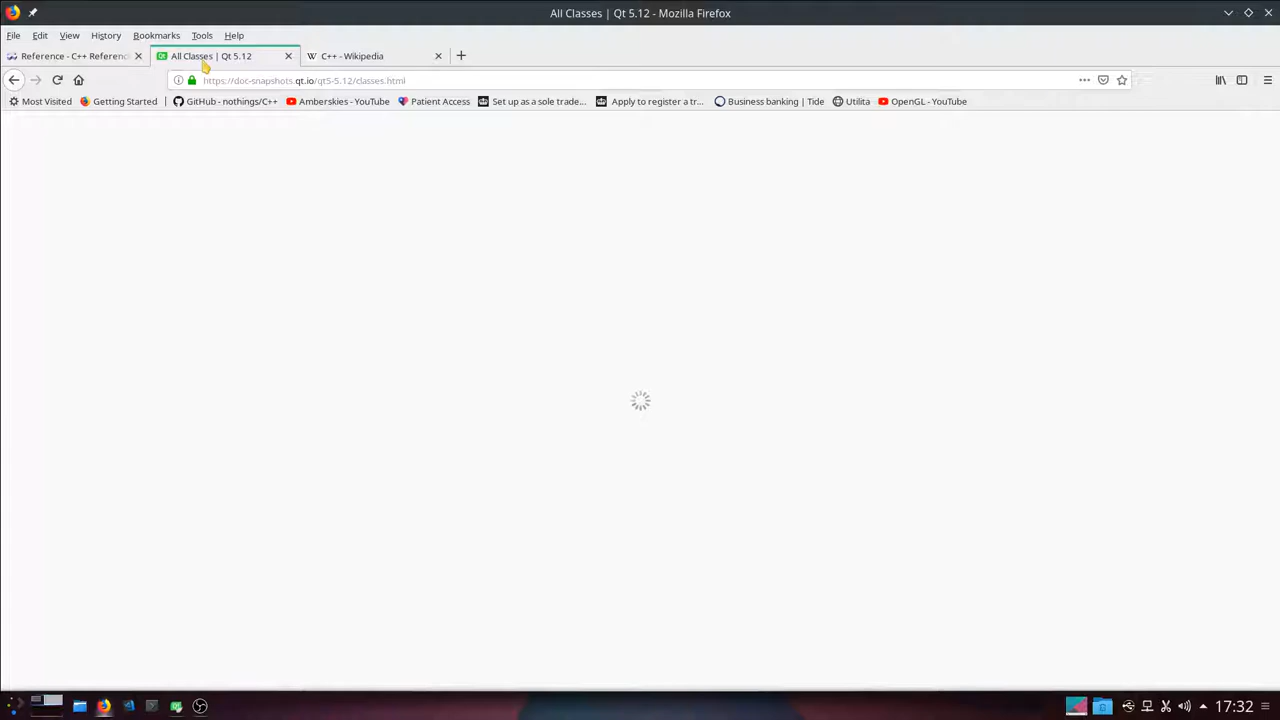 All Classes | Qt 5.12 - Mozilla Firefox
File Edit View History Bookmarks Tools Help
Reference - C++ Referenc All Classes | Qt 5.12 W C++ - Wikipedia
https://doc-snapshots.qt.io/qt5-5.12/classes.html
Most Visited Getting Started GitHub - nothings/C++ Amberskies - YouTube Patient Access Set up as a sole trade... Apply to register a tr... Business banking | Tide Utilita OpenGL - YouTube
17:32